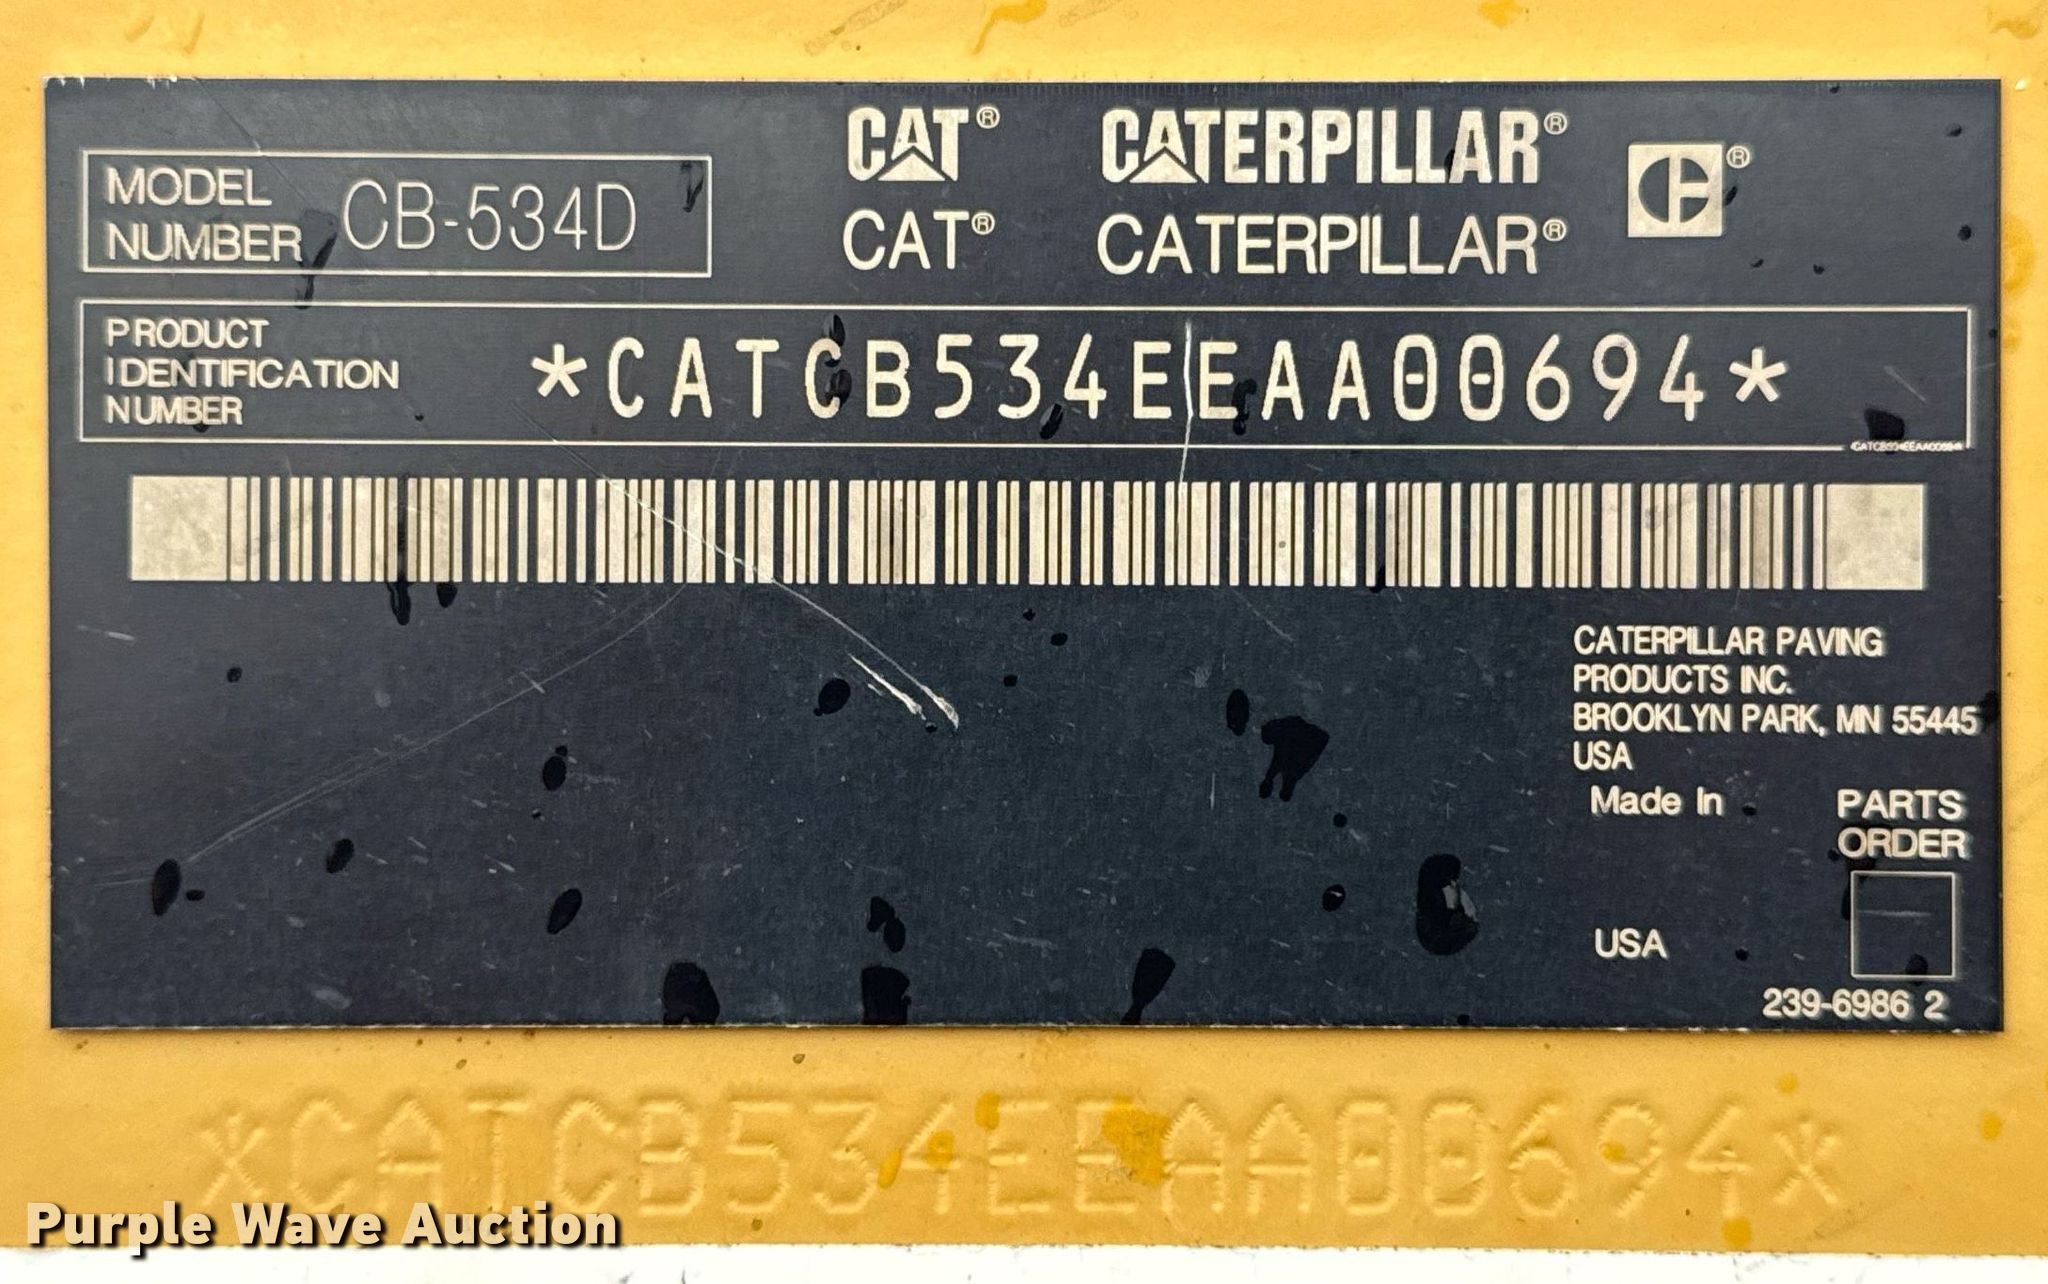 MODEL NUMBER CB-534D
CAT® CATERPILLAR® ®
CAT® CATERPILLAR®
PRODUCT
IDENTIFICATION
NUMBER
*CATCB534EEAA00694*
CATCB534EEAA00694
CATERPILLAR PAVING
PRODUCTS INC.
BROOKLYN PARK, MN 55445
USA
Made In
USA
PARTS
ORDER
239-6986 2
*CATCB534EEAA00694*
Purple Wave Auction